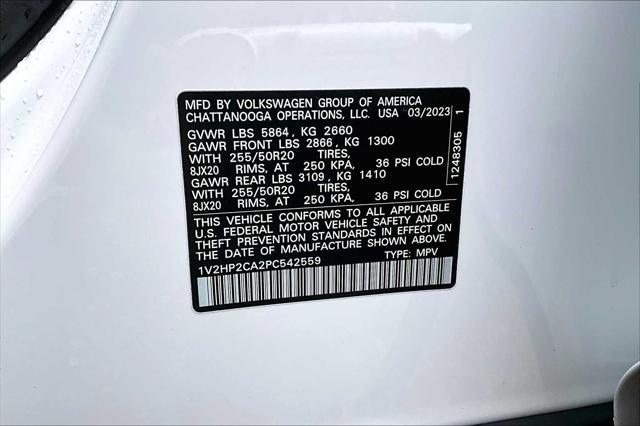 MFD BY VOLKSWAGEN GROUP OF AMERICA
CHATTANOOGA OPERATIONS, LLC. USA 03/2023
GVWR LBS 5864, KG 2660
GAWR FRONT LBS 2866, KG 1300
WITH 255/50R20 TIRES,
8JX20 RIMS, AT 250 KPA, 36 PSI COLD
GAWR REAR LBS 3109, KG 1410
WITH 255/50R20 TIRES,
8JX20 RIMS, AT 250 KPA, 36 PSI COLD
THIS VEHICLE CONFORMS TO ALL APPLICABLE
U.S. FEDERAL MOTOR VEHICLE SAFETY AND
THEFT PREVENTION STANDARDS IN EFFECT ON
THE DATE OF MANUFACTURE SHOWN ABOVE.
1V2HP2CA2PC542559 TYPE: MPV
1248305 1